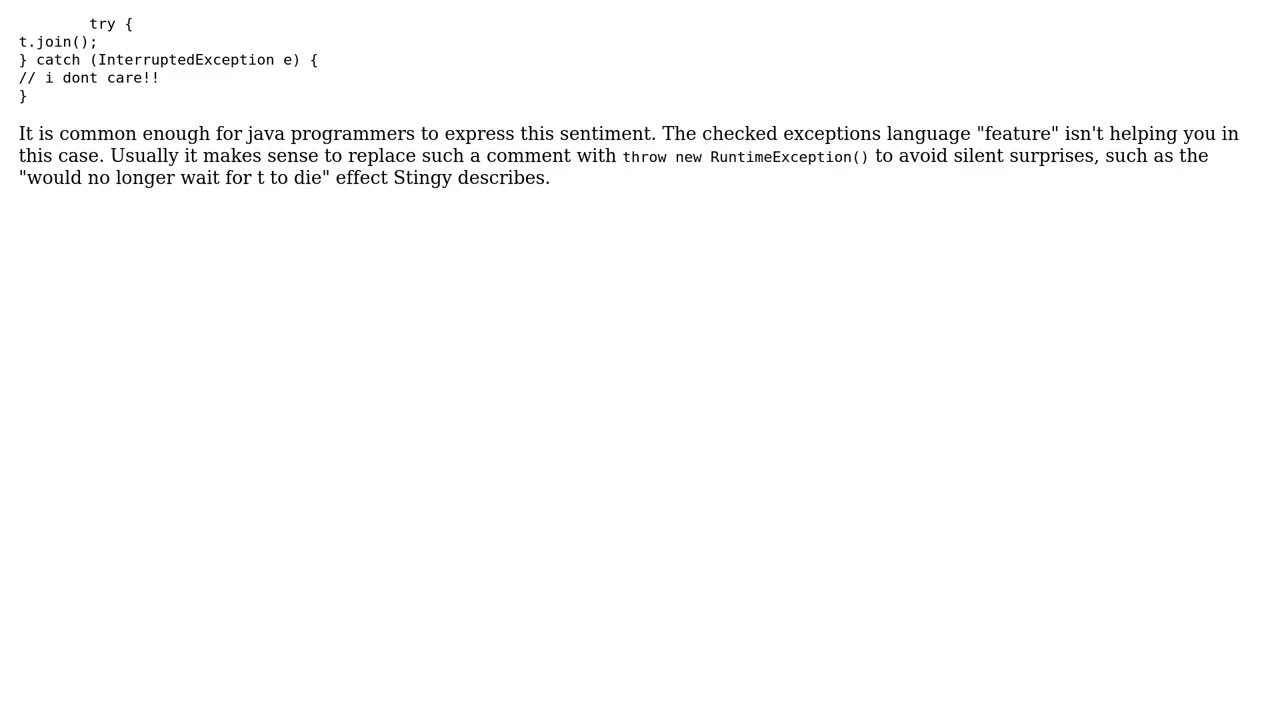 try {
t.join();
} catch (InterruptedException e) {
// i dont care!!
}
It is common enough for java programmers to express this sentiment. The checked exceptions language "feature" isn't helping you in
this case. Usually it makes sense to replace such a comment with throw new RuntimeException() to avoid silent surprises, such as the
"would no longer wait for t to die" effect Stingy describes.